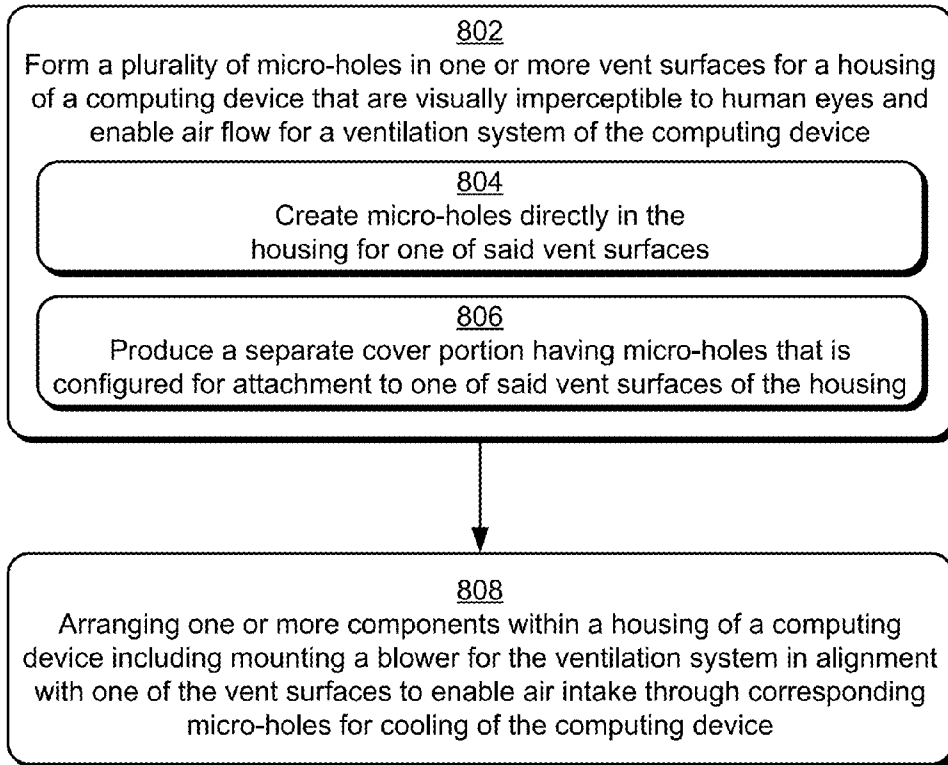 802
Form a plurality of micro-holes in one or more vent surfaces for a housing
of a computing device that are visually imperceptible to human eyes and
enable air flow for a ventilation system of the computing device
804
Create micro-holes directly in the
housing for one of said vent surfaces
806
Produce a separate cover portion having micro-holes that is
configured for attachment to one of said vent surfaces of the housing
808
Arranging one or more components within a housing of a computing
device including mounting a blower for the ventilation system in alignment
with one of the vent surfaces to enable air intake through corresponding
micro-holes for cooling of the computing device